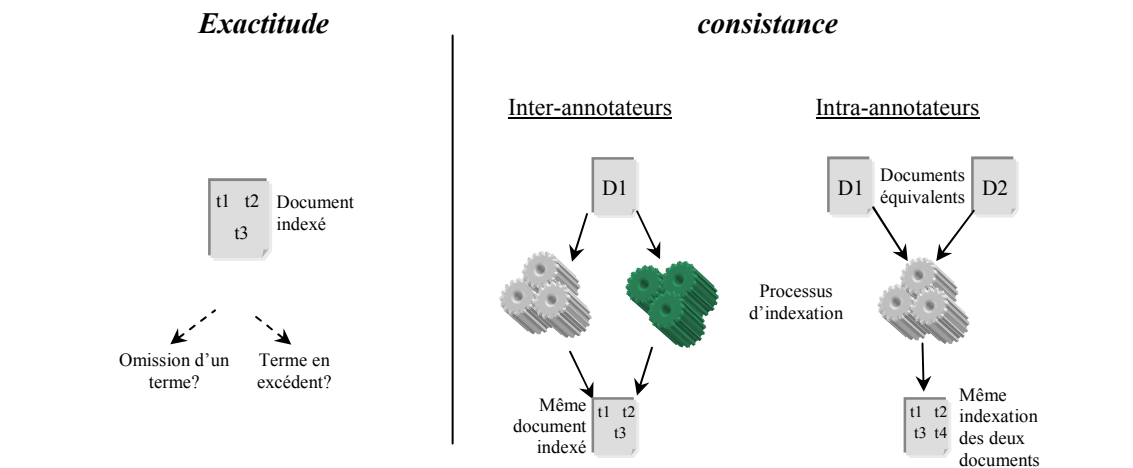 Exactitude
t1 t2
t3
Document
indexé
Omission d'un
terme?
Terme en
excédent?
consistance
Inter-annotateurs
D1
Même
document
indexé
t1 t2
t3
Processus
d'indexation
Intra-annotateurs
D1
Documents
équivalents
D2
t1 t2
t3 t4
Même
indexation
des deux
documents